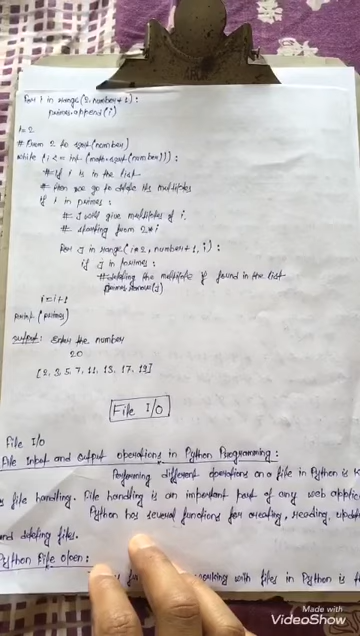 for i in range(2, number+1):
primes.append(i)
i=2
# from 2 to sqrt(number)
while (i <= int (math.sqrt(number))):
#=if i is in the list
#= then we go to delete its multiples
if i in primes:
#= J will give multiples of i.
#= starting from 2*i
for j in range(i*2, number+1, i):
if j in primes:
#=deleting the multiple if found in the list
primes.remove(j)
i=i+1
print (primes)
output: Enter the number
20
[2, 3, 5, 7, 11, 13, 17, 19]
File I/O
File I/O
File Input and output operations in Python Programming:
Performing different operations on a file in Python is
file handling. File handling is an important part of any web
Python has several functions for creating, reading,
and deleting files.
Python File open:
working with files in Python is
Made with
VideoShow